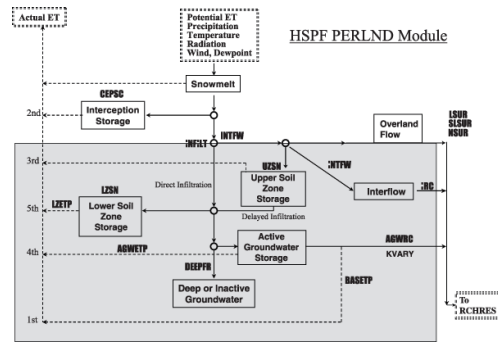 Actual ET
Potential ET
Precipitation
Temperature
Radiation
Wind, Dewpoint
HSPF PERLND Module
Snowmelt
CEPSC
2nd
Interception
Storage
INTFW
INFILT
Overland
Flow
LSUR
SLSUR
NSUR
3rd
UZSN
INTFW
Direct Infiltration
Upper Soil
Zone
Storage
Interflow
IRC
LZSN
5th
LZETP
Lower Soil
Zone
Storage
Delayed Infiltration
Active
Groundwater
Storage
AGWRC
KVARY
4th
AGWETP
DEEPFR
BASETP
Deep or Inactive
Groundwater
1st
To
RCHRES